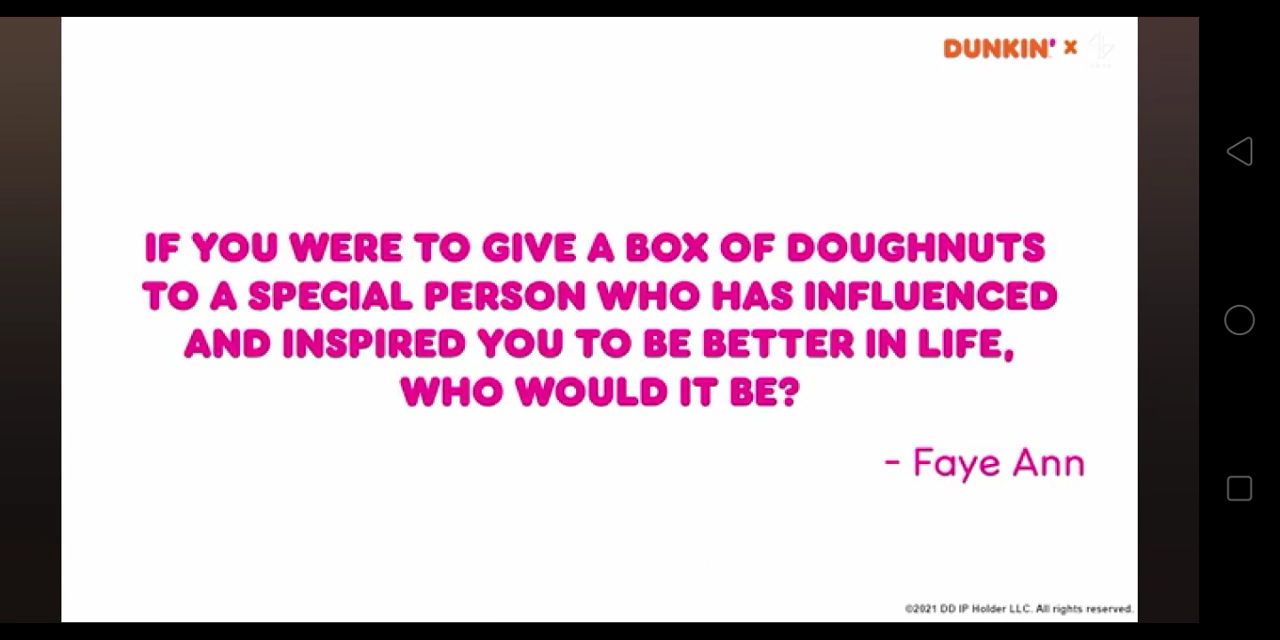 DUNKIN' x
IF YOU WERE TO GIVE A BOX OF DOUGHNUTS
TO A SPECIAL PERSON WHO HAS INFLUENCED
AND INSPIRED YOU TO BE BETTER IN LIFE,
WHO WOULD IT BE?
- Faye Ann
©2021 DD IP Holder LLC. All rights reserved.